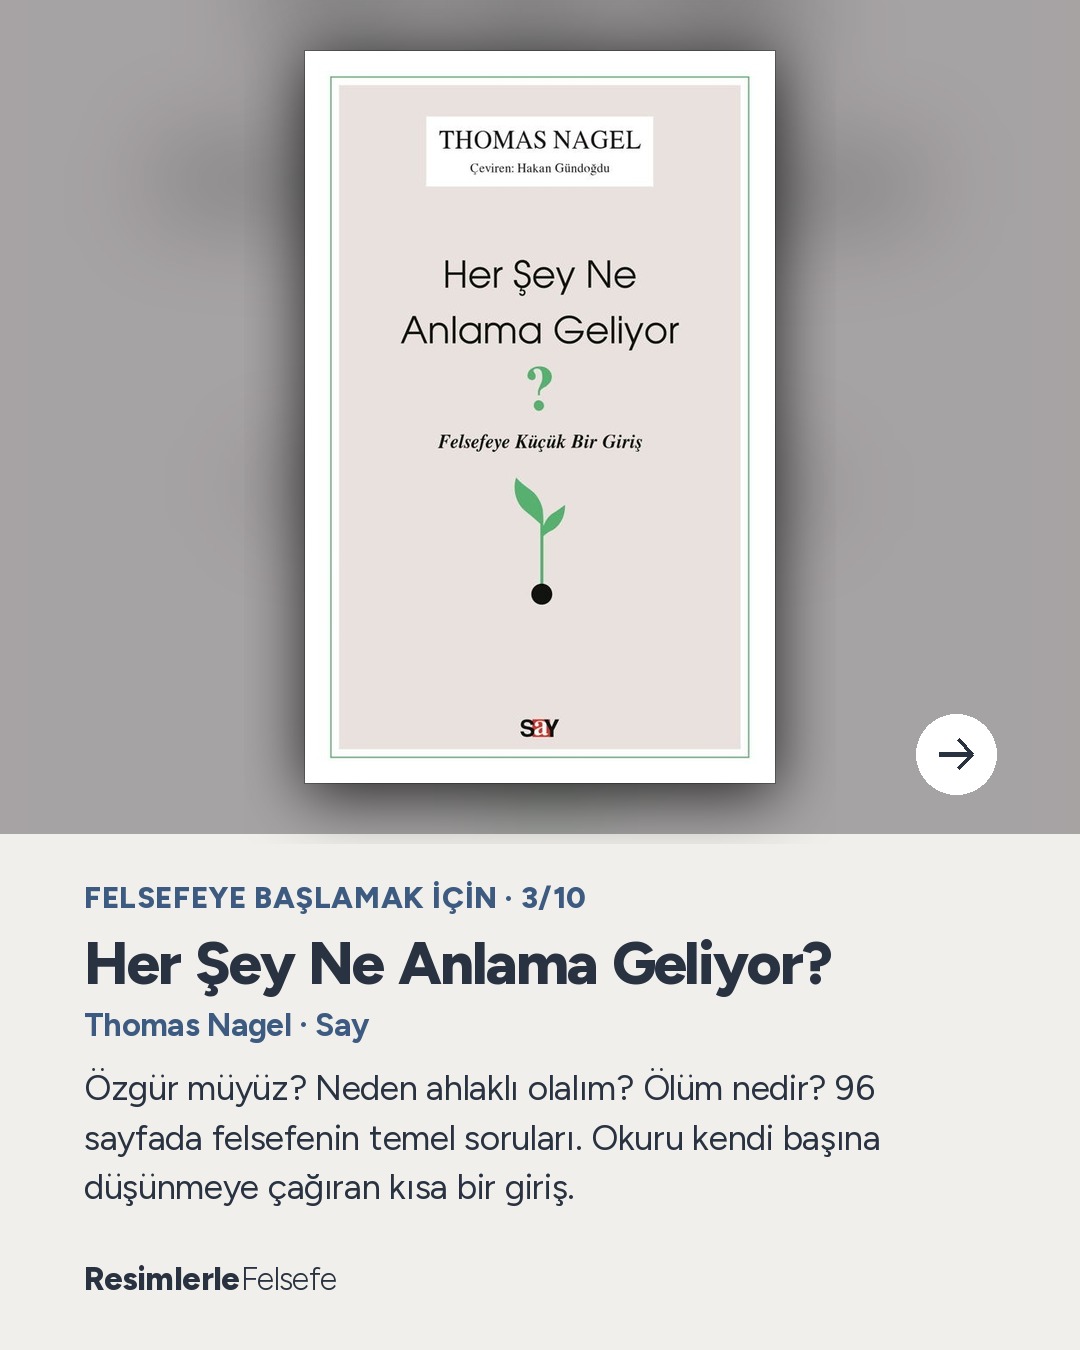 THOMAS NAGEL
Çeviren: Hakan Gündoğdu
Her Şey Ne
Anlama Geliyor
?
Felsefeye Küçük Bir Giriş
SaY
FELSEFEYE BAŞLAMAK İÇİN · 3/10
Her Şey Ne Anlama Geliyor?
Thomas Nagel · Say
Özgür müyüz? Neden ahlaklı olalım? Ölüm nedir? 96
sayfada felsefenin temel soruları. Okuru kendi başına
düşünmeye çağıran kısa bir giriş.
ResimlerleFelsefe